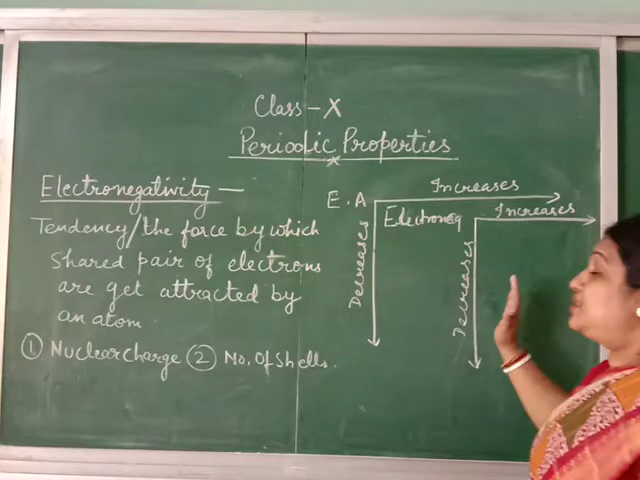 Class - X
Periodic Properties
Electronegativity —
Tendency/the force by which
shared pair of electrons
are get attracted by
an atom
① Nuclear charge ② No. Of Shells.
E.A
Increases
Decreases
Electroneg
Increases
Decreases